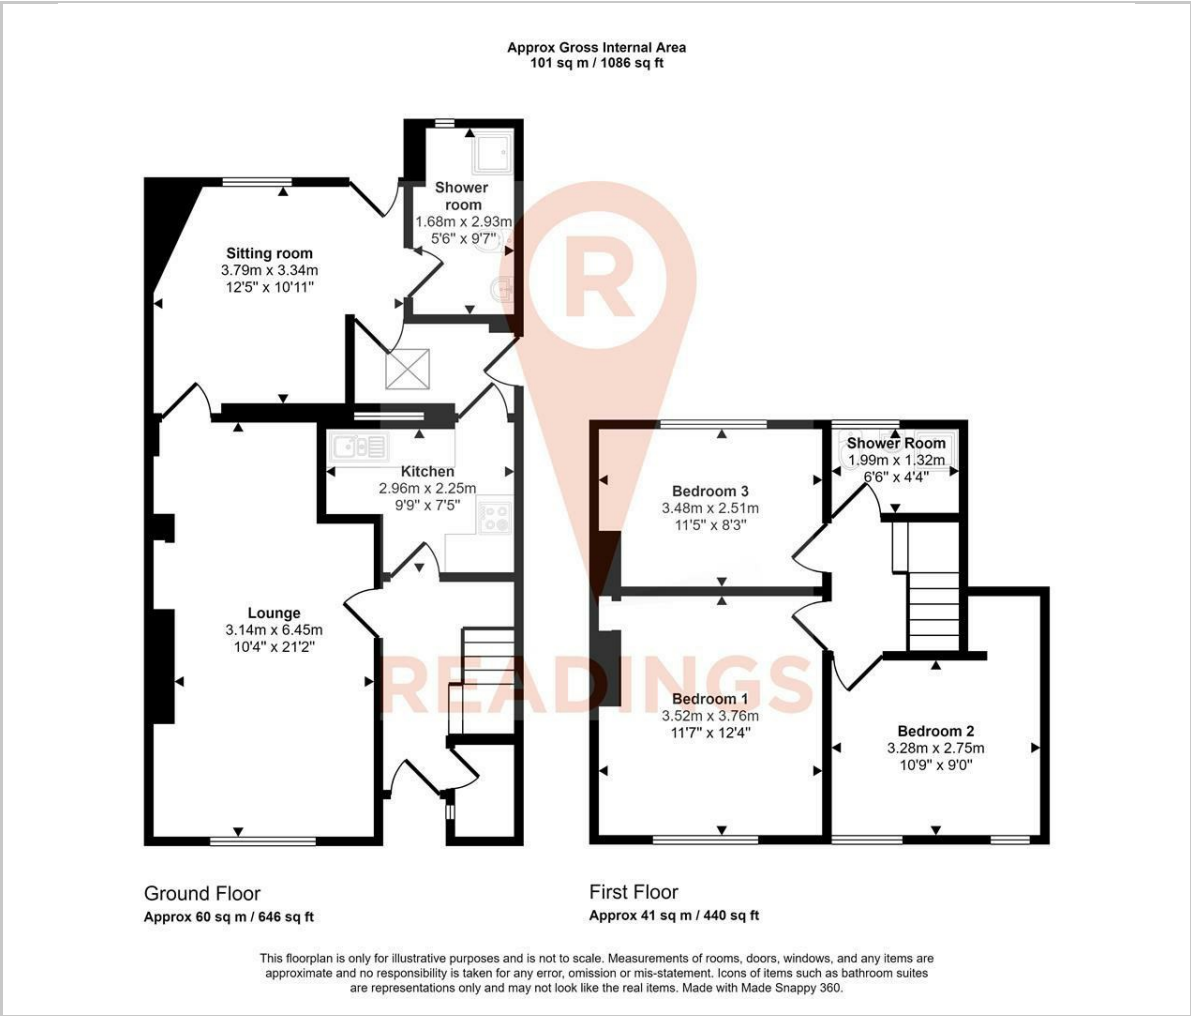 Approx Gross Internal Area
101 sq m / 1086 sq ft
Shower
room
1.68m x 2.93m
5'6" x 9'7"
Sitting room
3.79m x 3.34m
12'5" x 10'11"
R
Kitchen
2.96m x 2.25m
9'9" x 7'5"
Lounge
3.14m x 6.45m
10'4" x 21'2"
Shower Room
1.99m x 1.32m
6'6" x 4'4"
Bedroom 3
3.48m x 2.51m
11'5" x 8'3"
READINGS
Bedroom 1
3.52m x 3.76m
11'7" x 12'4"
Bedroom 2
3.28m x 2.75m
10'9" x 9'0"
Ground Floor
Approx 60 sq m / 646 sq ft
First Floor
Approx 41 sq m / 440 sq ft
This floorplan is only for illustrative purposes and is not to scale. Measurements of rooms, doors, windows, and any items are
approximate and no responsibility is taken for any error, omission or mis-statement. Icons of items such as bathroom suites
are representations only and may not look like the real items. Made with Made Snappy 360.